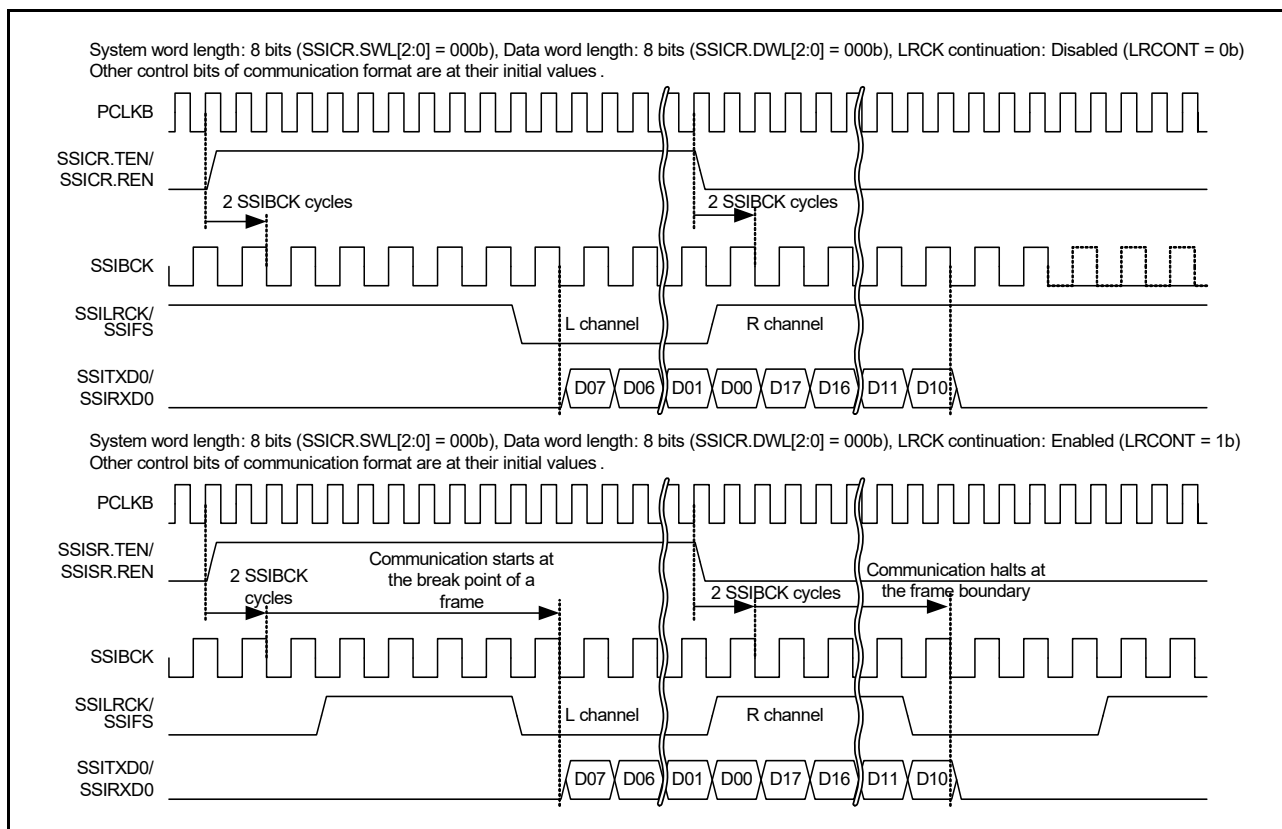 System word length: 8 bits (SSICR.SWL[2:0] = 000b), Data word length: 8 bits (SSICR.DWL[2:0] = 000b), LRCK continuation: Disabled (LRCONT = 0b)
Other control bits of communication format are at their initial values .
PCLKB
SSICR.TEN/
SSICR.REN
2 SSIBCK cycles
2 SSIBCK cycles
SSIBCK
SSILRCK/
SSIFS
L channel
R channel
SSITXD0/
SSIRXD0
D07 D06 D01 D00 D17 D16 D11 D10
System word length: 8 bits (SSICR.SWL[2:0] = 000b), Data word length: 8 bits (SSICR.DWL[2:0] = 000b), LRCK continuation: Enabled (LRCONT = 1b)
Other control bits of communication format are at their initial values .
PCLKB
SSISR.TEN/
SSISR.REN
2 SSIBCK
cycles
Communication starts at
the break point of a
frame
2 SSIBCK cycles
Communication halts at
the frame boundary
SSIBCK
SSILRCK/
SSIFS
L channel
R channel
SSITXD0/
SSIRXD0
D07 D06 D01 D00 D17 D16 D11 D10